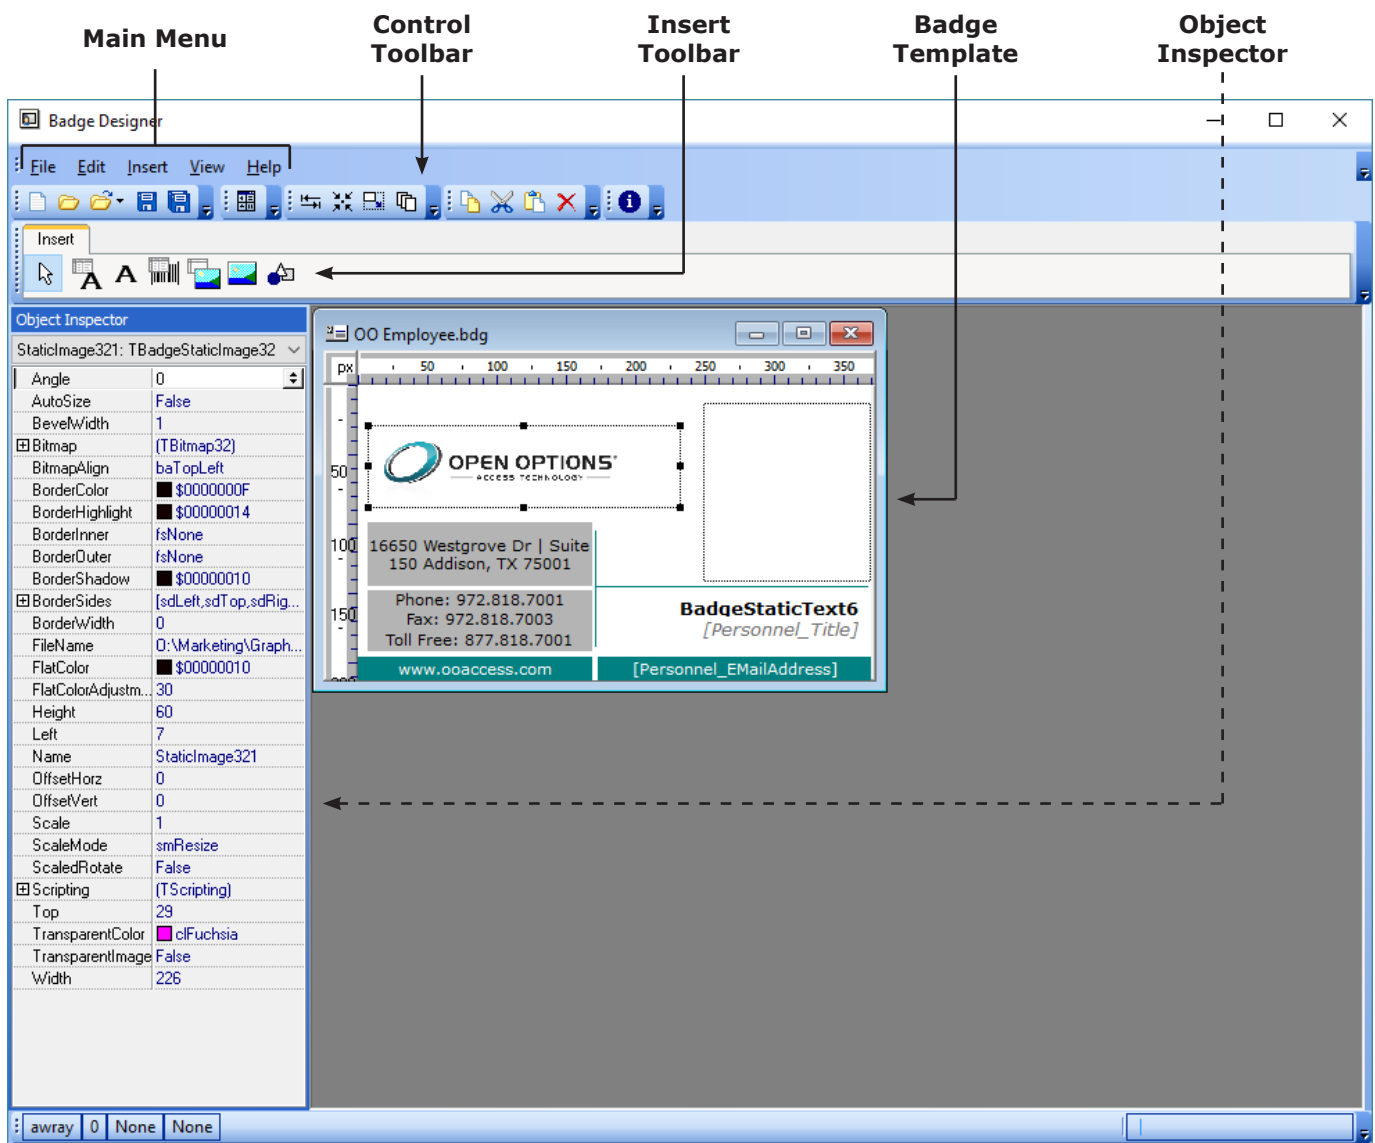 Main Menu
Control
Toolbar
Insert
Toolbar
Badge
Template
Object
Inspector
Badge Designer
File Edit Insert View Help
Insert
Object Inspector
StaticImage321: TBadgeStaticImage32
Angle 0
AutoSize False
BevelWidth 1
Bitmap (TBitmap32)
BitmapAlign baTopLeft
BorderColor $0000000F
BorderHighlight $00000014
BorderInner fsNone
BorderOuter fsNone
BorderShadow $00000010
BorderSides [sdLeft,sdTop,sdRig...
BorderWidth 0
FileName O:\Marketing\Graph...
FlatColor $00000010
FlatColorAdjustm... 30
Height 60
Left 7
Name StaticImage321
OffsetHorz 0
OffsetVert 0
Scale 1
ScaleMode smResize
ScaledRotate False
Scripting (TScripting)
Top 29
TransparentColor clFuchsia
TransparentImage False
Width 226
OO Employee.bdg
px 50 100 150 200 250 300 350
50
100
150
OPEN OPTIONS
ACCESS TECHNOLOGY
16650 Westgrove Dr | Suite
150 Addison, TX 75001
Phone: 972.818.7001
Fax: 972.818.7003
Toll Free: 877.818.7001
BadgeStaticText6
[Personnel_Title]
www.ooaccess.com
[Personnel_EMailAddress]
awray 0 None None